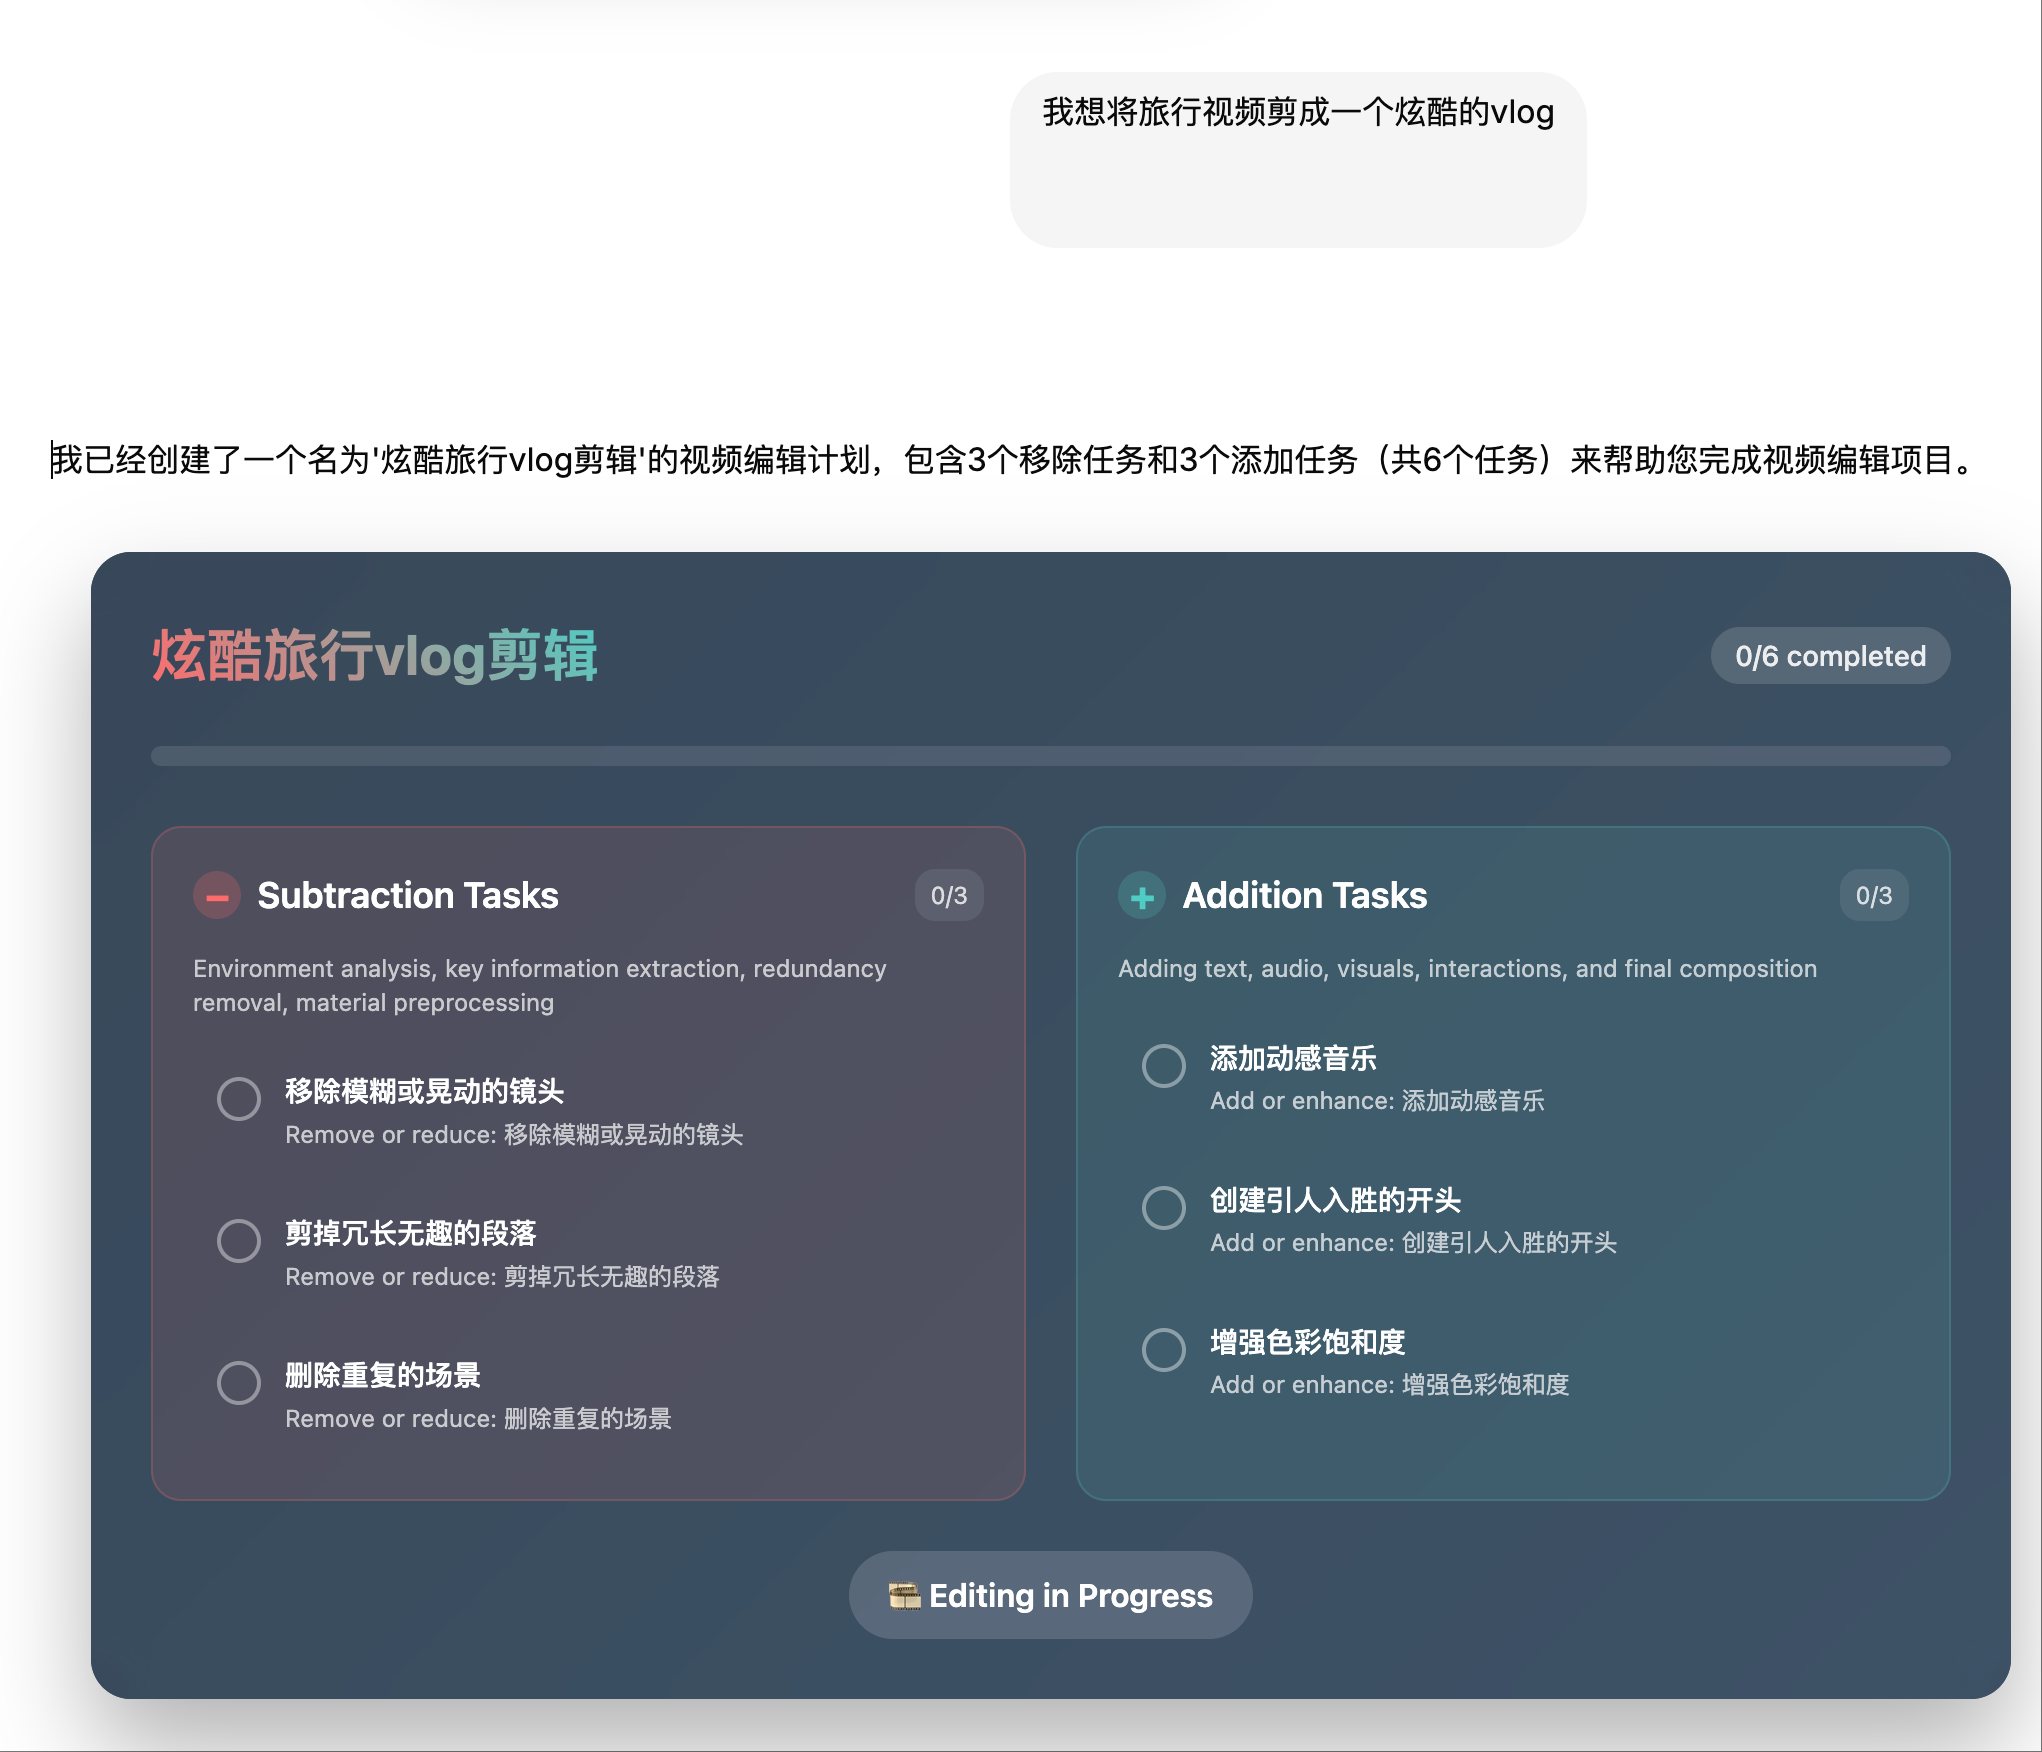 我想将旅行视频剪成一个炫酷的vlog
我已经创建了一个名为'炫酷旅行vlog剪辑'的视频编辑计划，包含3个移除任务和3个添加任务（共6个任务）来帮助您完成视频编辑项目。
炫酷旅行vlog剪辑
0/6 completed
Subtraction Tasks
0/3
Environment analysis, key information extraction, redundancy
removal, material preprocessing
移除模糊或晃动的镜头
Remove or reduce: 移除模糊或晃动的镜头
剪掉冗长无趣的段落
Remove or reduce: 剪掉冗长无趣的段落
删除重复的场景
Remove or reduce: 删除重复的场景
Addition Tasks
0/3
Adding text, audio, visuals, interactions, and final composition
添加动感音乐
Add or enhance: 添加动感音乐
创建引人入胜的开头
Add or enhance: 创建引人入胜的开头
增强色彩饱和度
Add or enhance: 增强色彩饱和度
🎞️ Editing in Progress